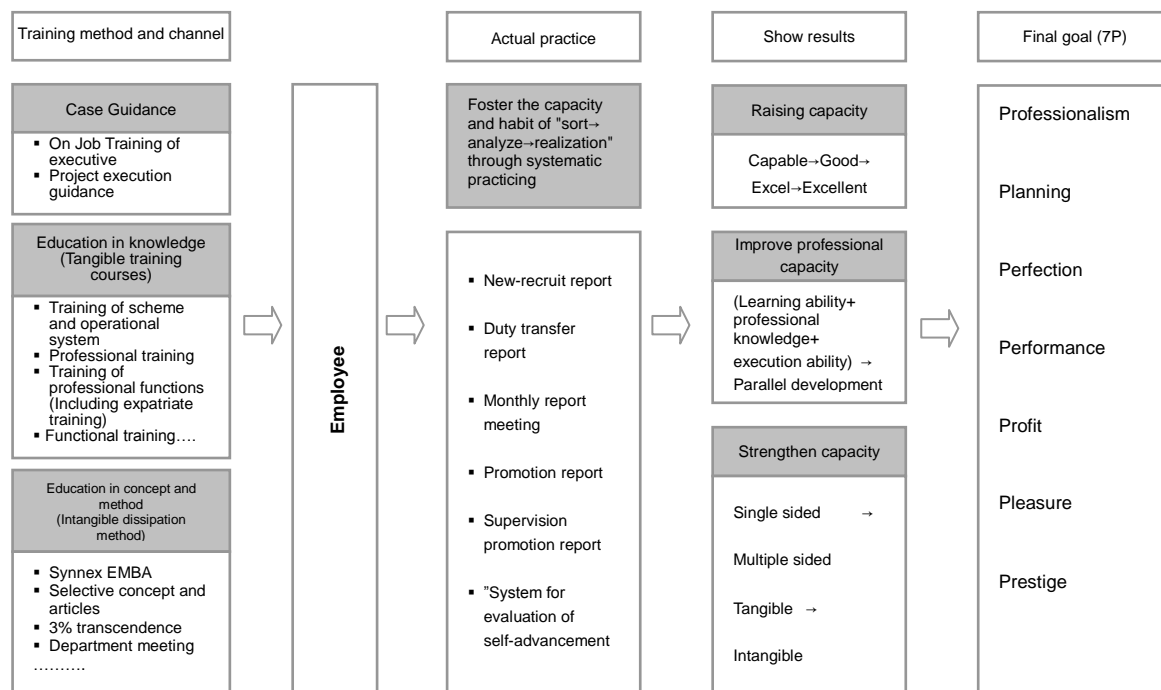 Training method and channel
Actual practice
Show results
Final goal (7P)
Case Guidance
▪ On Job Training of
executive
▪ Project execution
guidance
Education in knowledge
(Tangible training
courses)
▪ Training of scheme
and operational
system
▪ Professional training
▪ Training of
professional functions
(Including expatriate
training)
▪ Functional training….
Education in concept and
method
(Intangible dissipation
method)
▪ Synnex EMBA
▪ Selective concept and
articles
▪ 3% transcendence
▪ Department meeting
……….
Employee
Foster the capacity
and habit of "sort→
analyze→realization"
through systematic
practicing
▪ New-recruit report
▪ Duty transfer
report
▪ Monthly report
meeting
▪ Promotion report
▪ Supervision
promotion report
▪ ”System for
evaluation of
self-advancement
Raising capacity
Capable→Good→
Excel→Excellent
Improve professional
capacity
(Learning ability+
professional
knowledge+
execution ability) →
Parallel development
Strengthen capacity
Single sided →
Multiple sided
Tangible →
Intangible
Professionalism
Planning
Perfection
Performance
Profit
Pleasure
Prestige